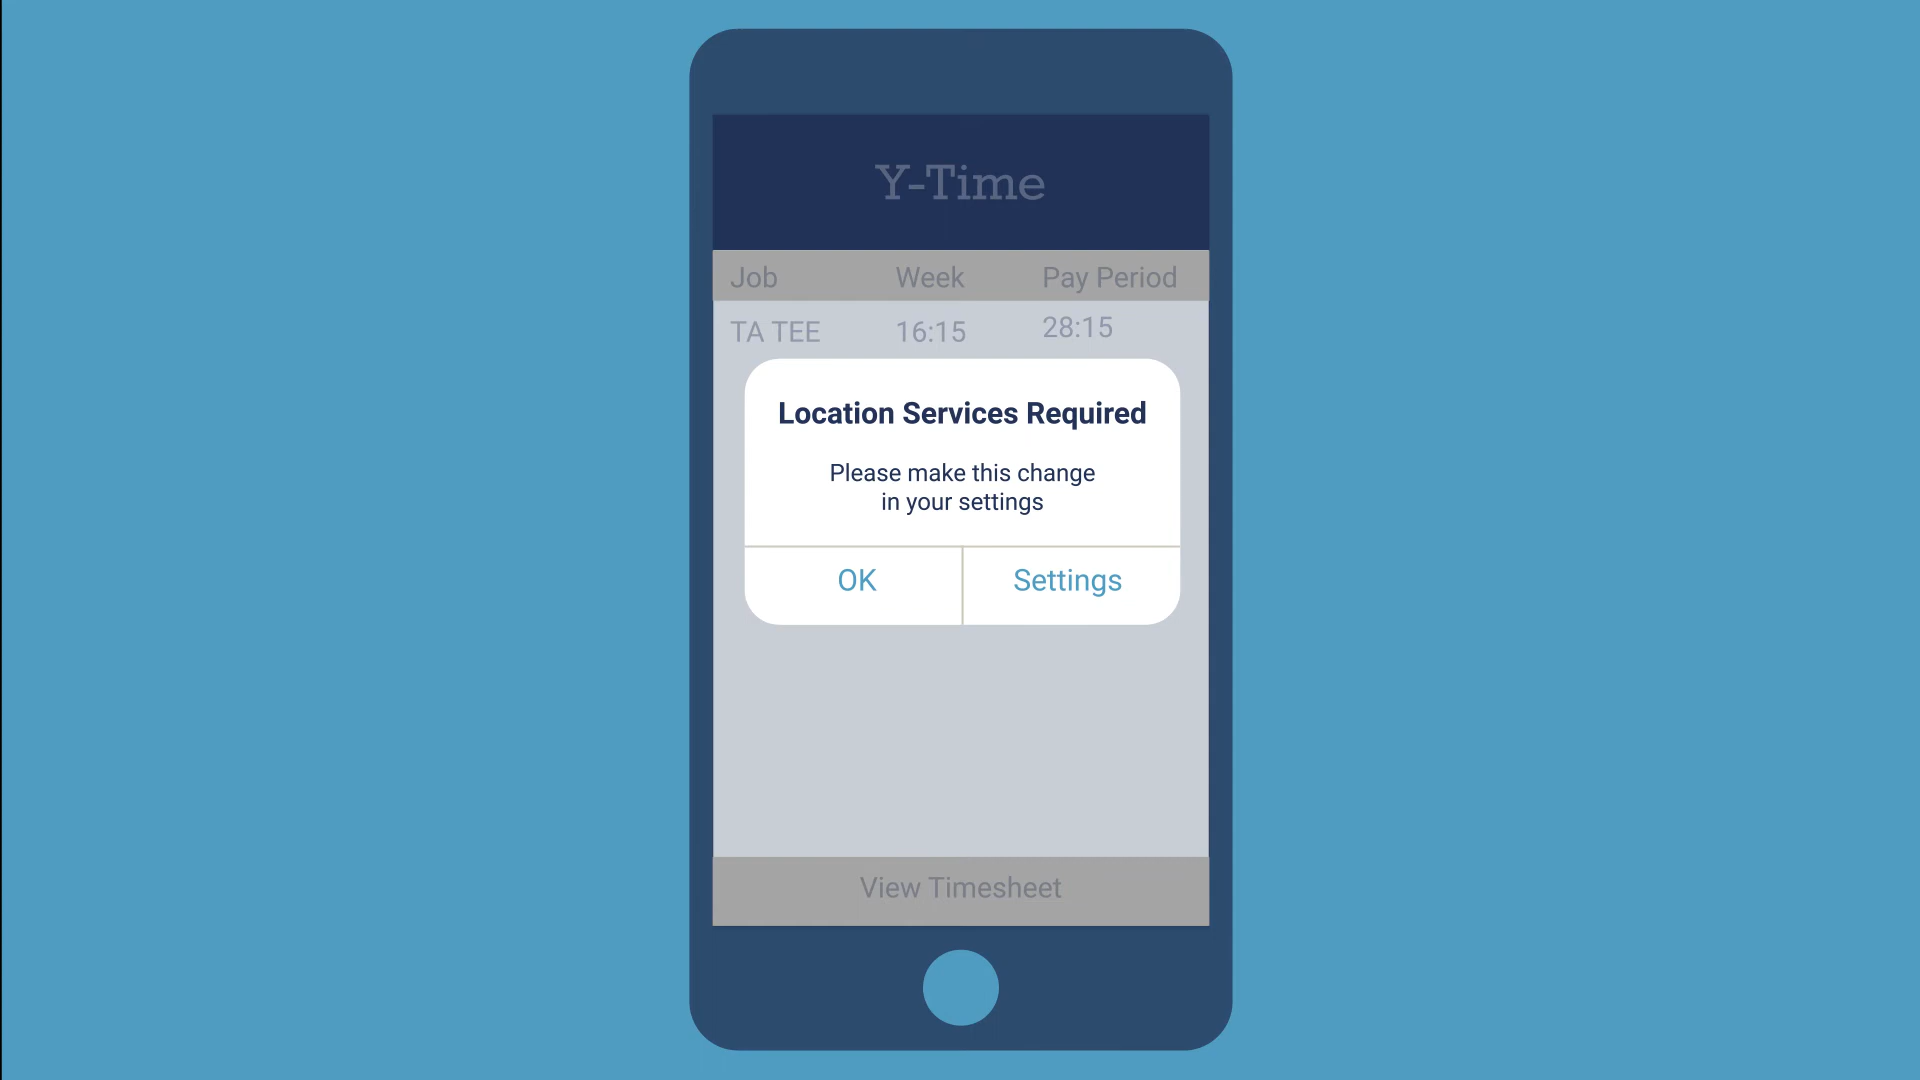 Y-Time
Job Week Pay Period
TA TEE 16:15 28:15
Location Services Required
Please make this change
in your settings
OK Settings
View Timesheet